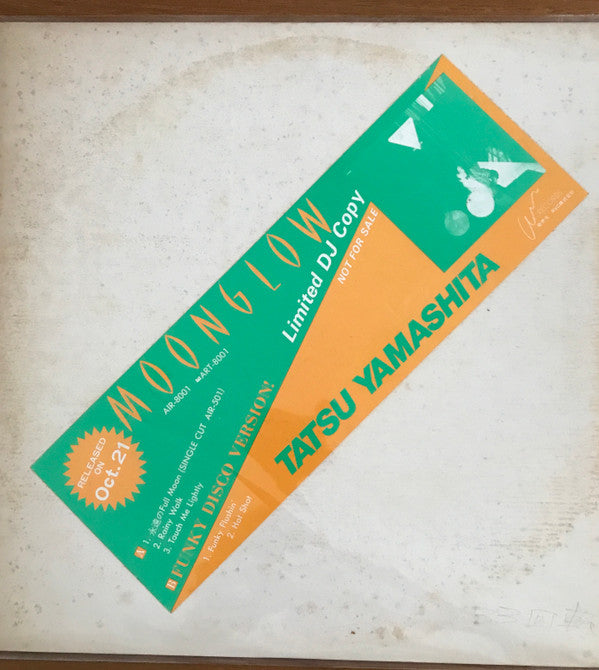 MOONGLOW
Limited DJ Copy
NOT FOR SALE
AIR-8001 ART-8001
RELEASED
ON
Oct. 21
TATSU YAMASHITA
A 1. 永遠のFull Moon (SINGLE CUT AIR-501)
2. Rainy Walk
3. Touch Me Lightly
B FUNKY DISCO VERSION!
1. Funky Flushin'
2. Hot Shot